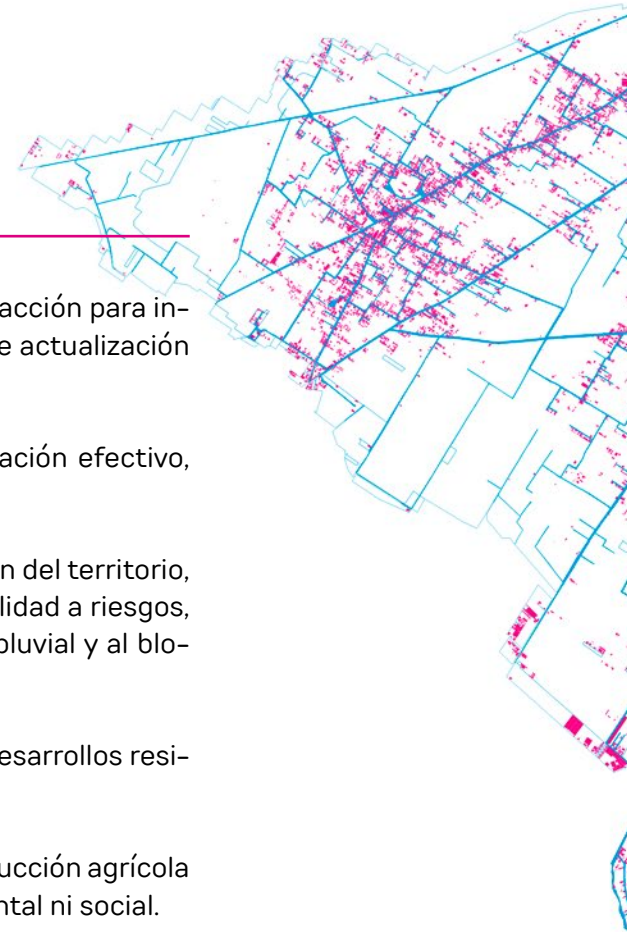 acción para in-
e actualización
ación efectivo,
n del territorio,
lidad a riesgos,
pluvial y al blo-
esarrollos resi-
ucción agrícola
ntal ni social.